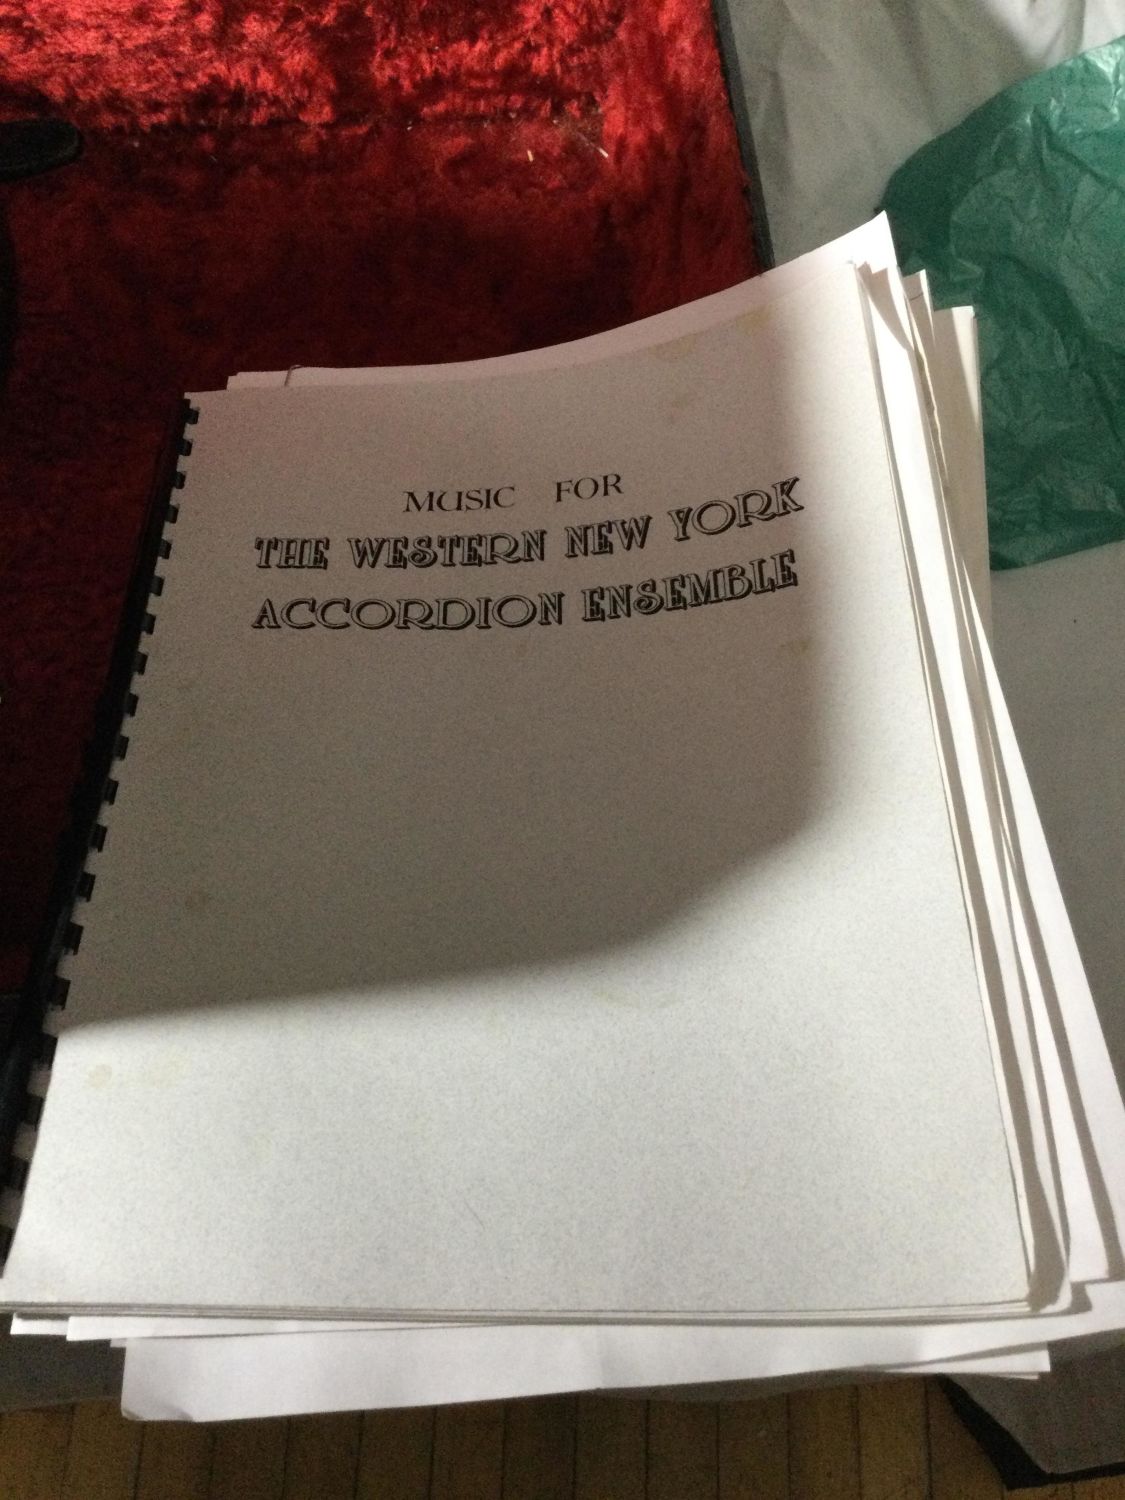 MUSIC FOR
THE WESTERN NEW YORK
ACCORDION ENSEMBLE